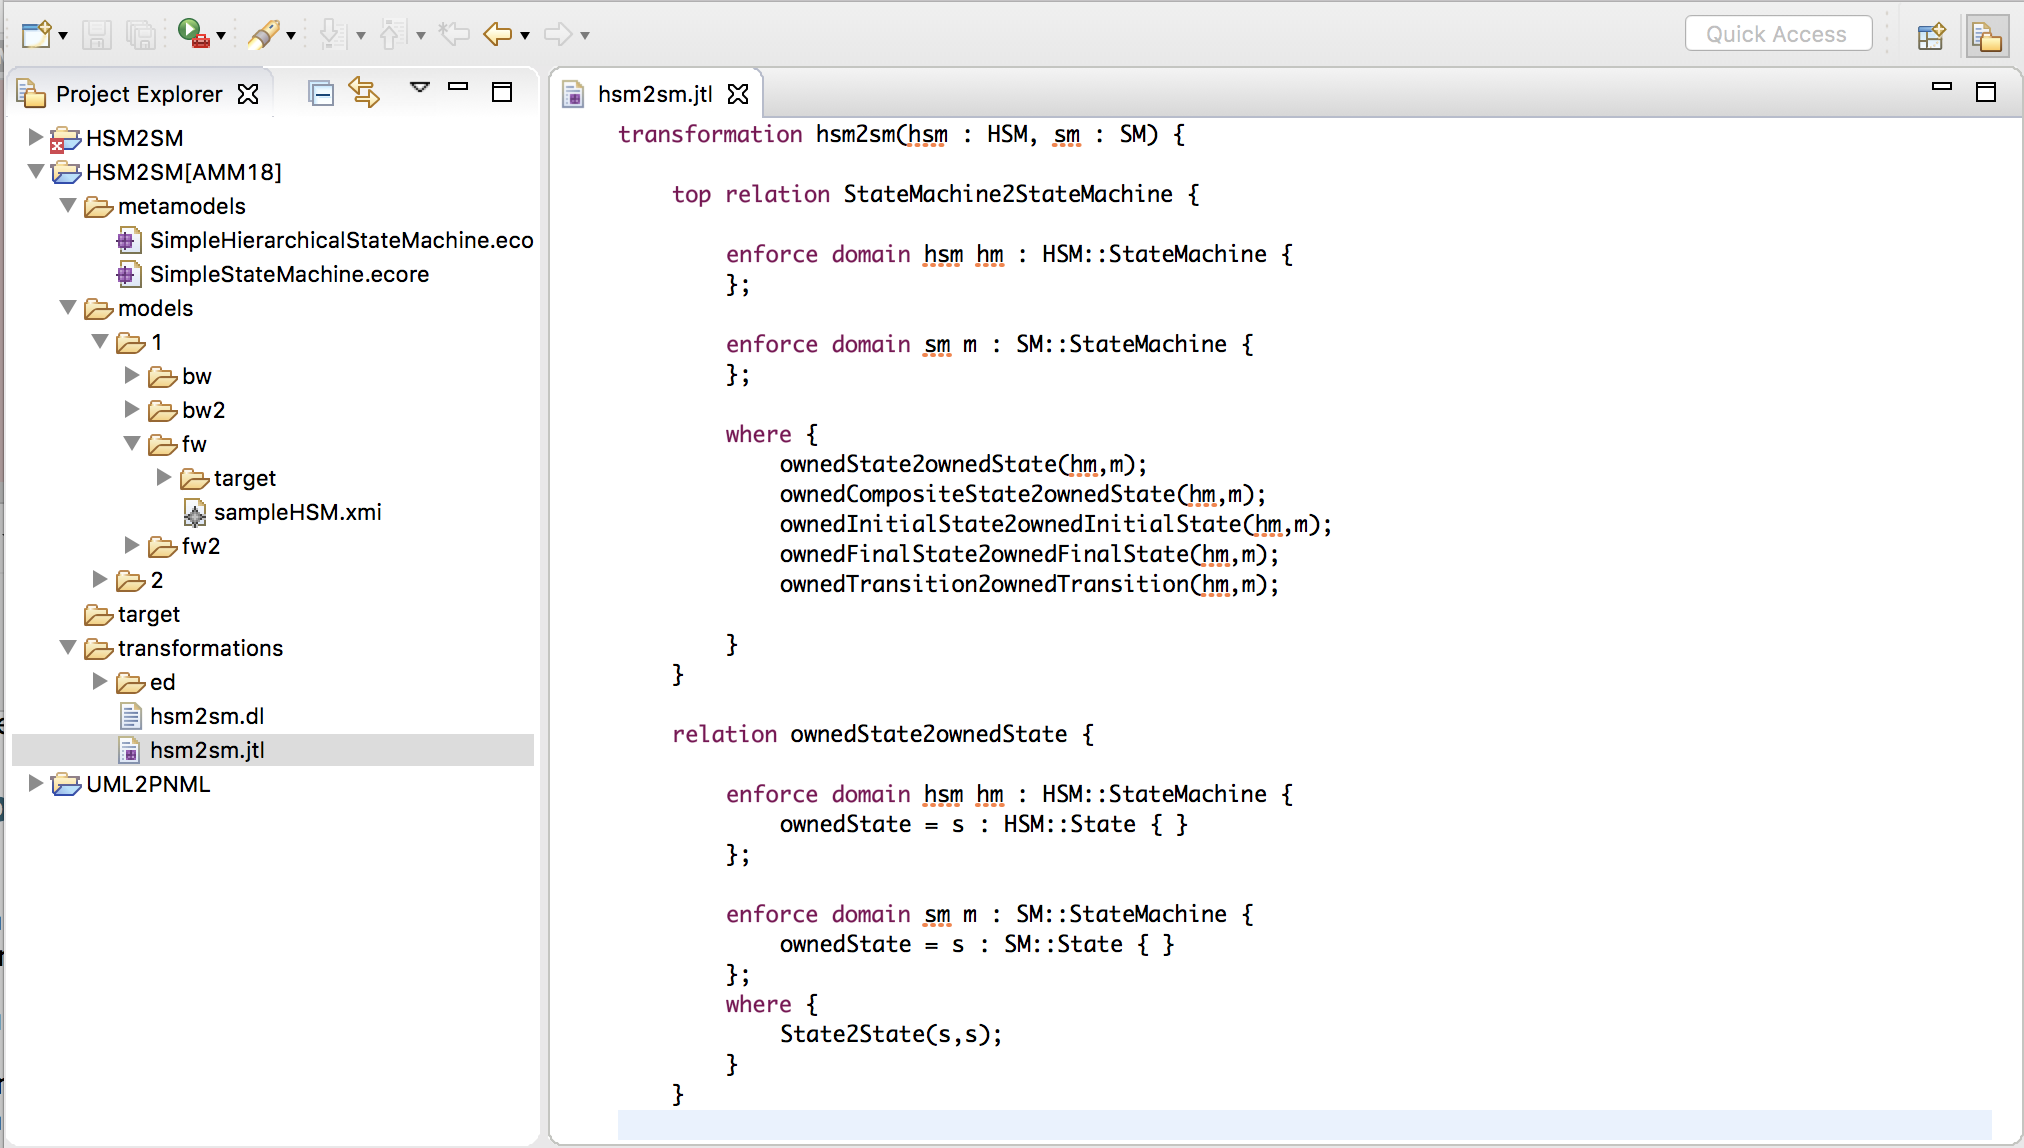 Quick Access
Project Explorer
HSM2SM
HSM2SM[AMM18]
metamodels
SimpleHierarchicalStateMachine.eco
SimpleStateMachine.ecore
models
1
bw
bw2
fw
target
sampleHSM.xmi
fw2
2
target
transformations
ed
hsm2sm.dl
hsm2sm.jtl
UML2PNML
hsm2sm.jtl
transformation hsm2sm(hsm : HSM, sm : SM) {
top relation StateMachine2StateMachine {
enforce domain hsm hm : HSM::StateMachine {
};
enforce domain sm m : SM::StateMachine {
};
where {
ownedState2ownedState(hm,m);
ownedCompositeState2ownedState(hm,m);
ownedInitialState2ownedInitialState(hm,m);
ownedFinalState2ownedFinalState(hm,m);
ownedTransition2ownedTransition(hm,m);
}
}
relation ownedState2ownedState {
enforce domain hsm hm : HSM::StateMachine {
ownedState = s : HSM::State { }
};
enforce domain sm m : SM::StateMachine {
ownedState = s : SM::State { }
};
where {
State2State(s,s);
}
}